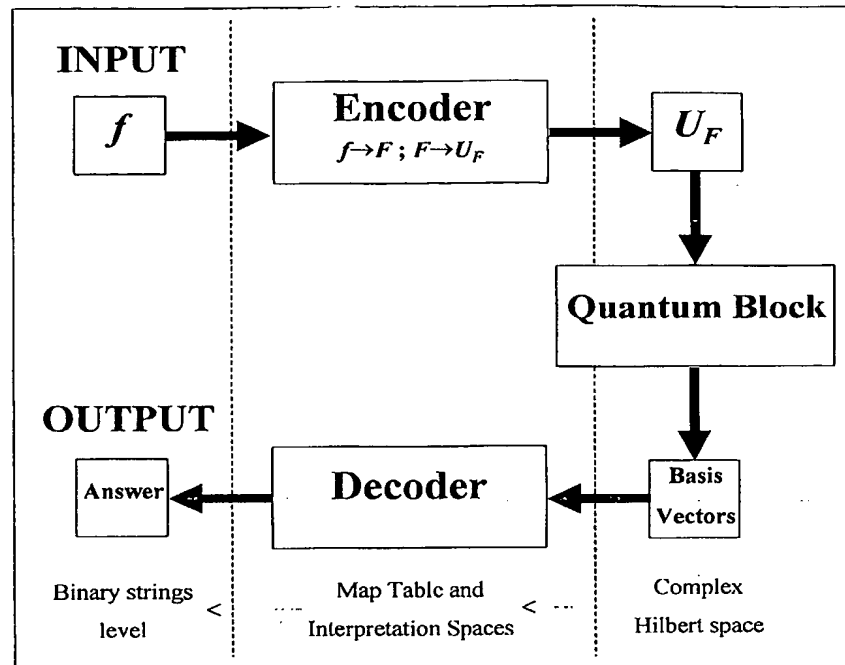 INPUT
f
Encoder
f→F ; F→U_F
U_F
Quantum Block
OUTPUT
Answer
Decoder
Basis
Vectors
Binary strings
level
<
Map Table and
Interpretation Spaces
<
Complex
Hilbert space